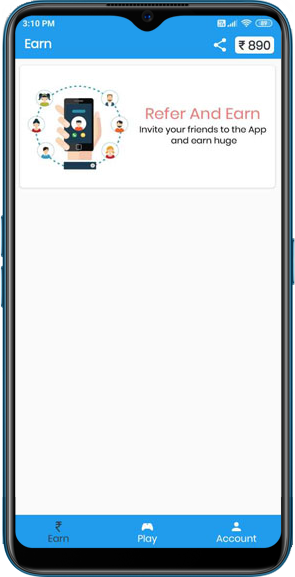 3:10 PM
Earn
₹ 890
Refer And Earn
Invite your friends to the App
and earn huge
₹
Earn
Play
Account